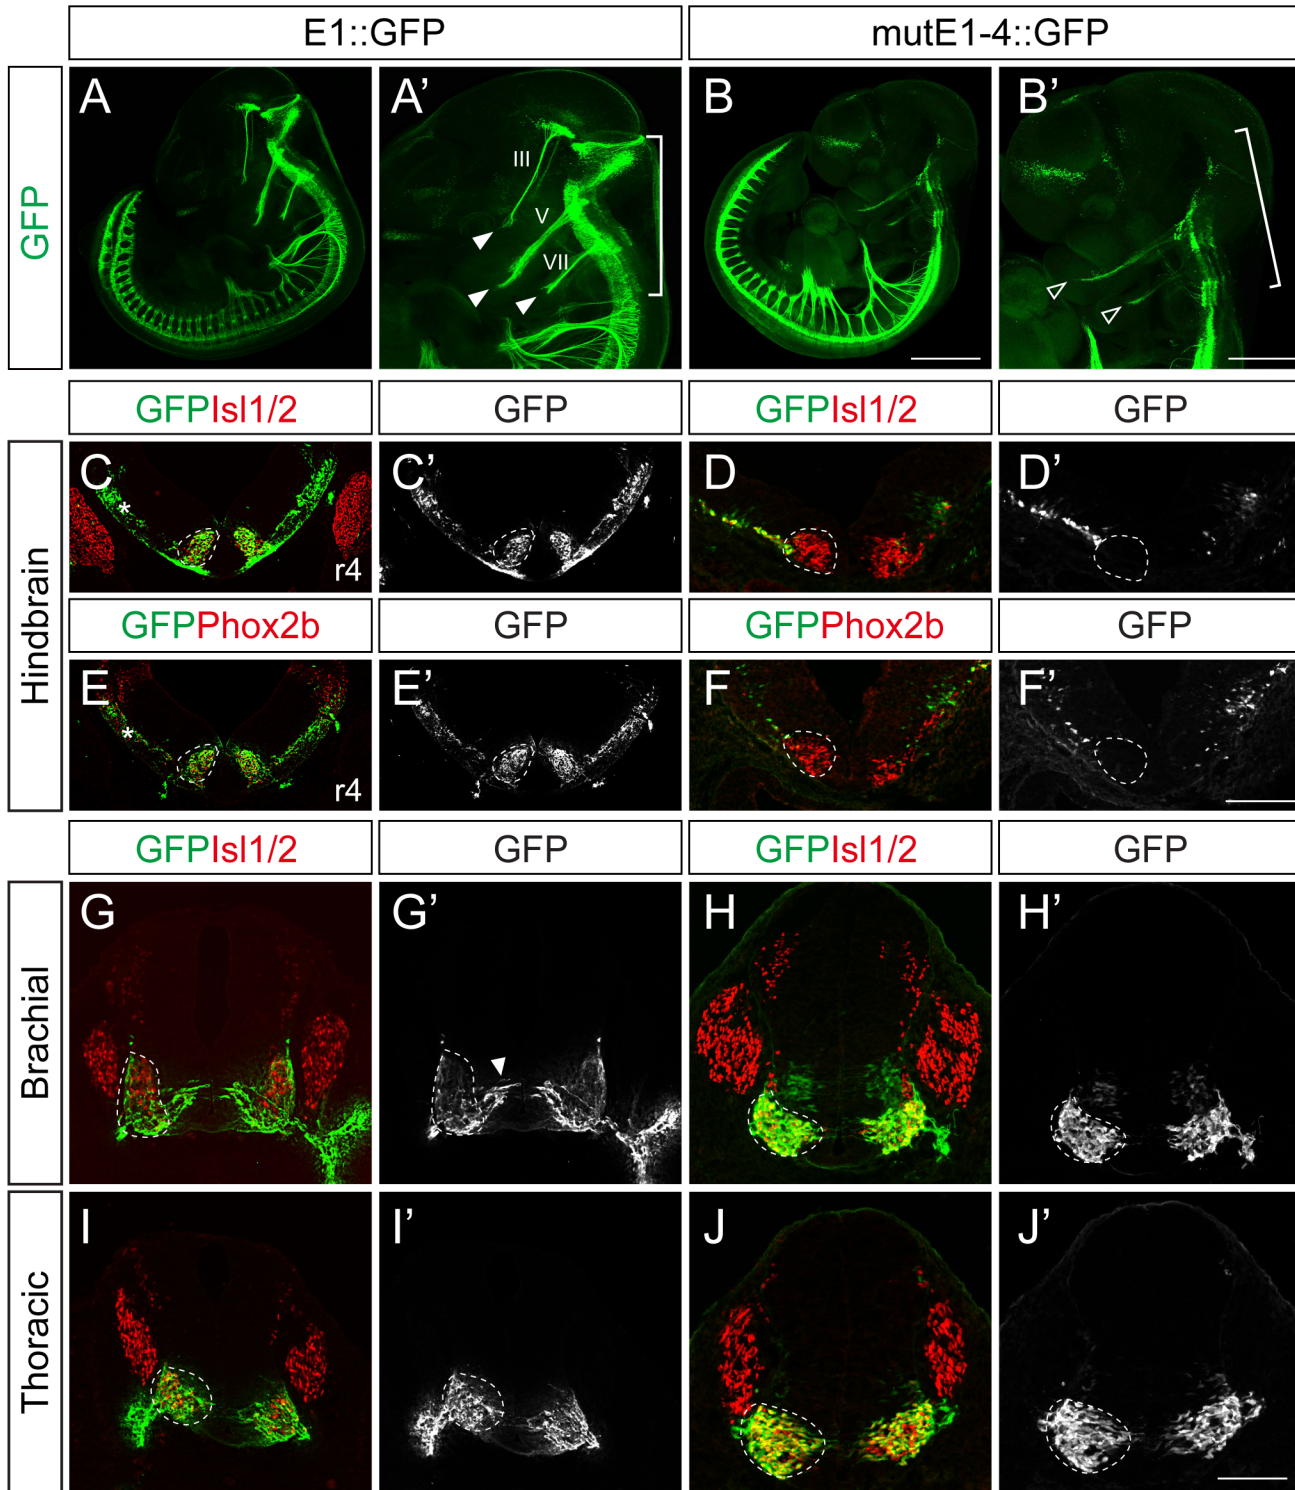 E1::GFP mutE1-4::GFP
GFP
A A' B B'
III
V
VII
GFPIsl1/2 GFP GFPIsl1/2 GFP
Hindbrain
C C' D D'
*
r4
GFPPhox2b GFP GFPPhox2b GFP
E E' F F'
*
r4
GFPIsl1/2 GFP GFPIsl1/2 GFP
Brachial
G G' H H'
Thoracic
I I' J J'